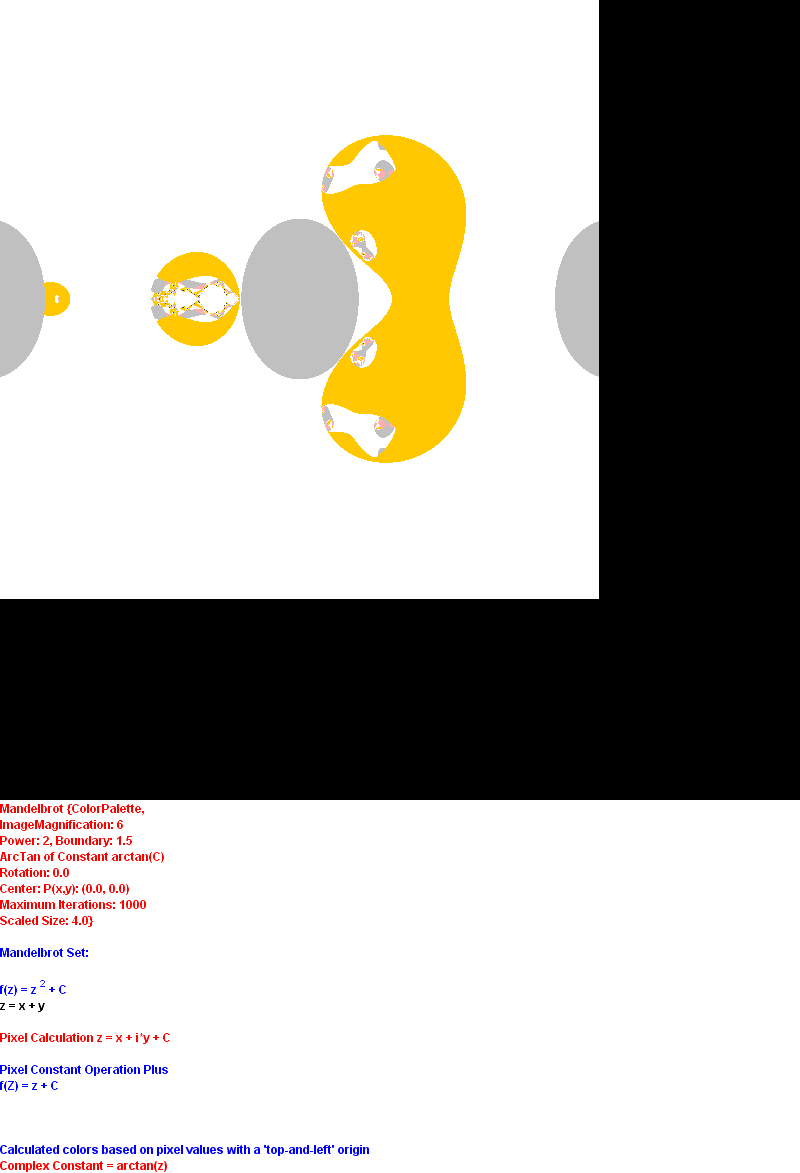 Mandelbrot {ColorPalette,
ImageMagnification: 6
Power: 2, Boundary: 1.5
ArcTan of Constant arctan(C)
Rotation: 0.0
Center: P(x,y): (0.0, 0.0)
Maximum Iterations: 1000
Scaled Size: 4.0}
Mandelbrot Set:
f(z) = z 2 + C
z = x + y
Pixel Calculation z = x + i*y + C
Pixel Constant Operation Plus
f(Z) = z + C
Calculated colors based on pixel values with a 'top-and-left' origin
Complex Constant = arctan(z)